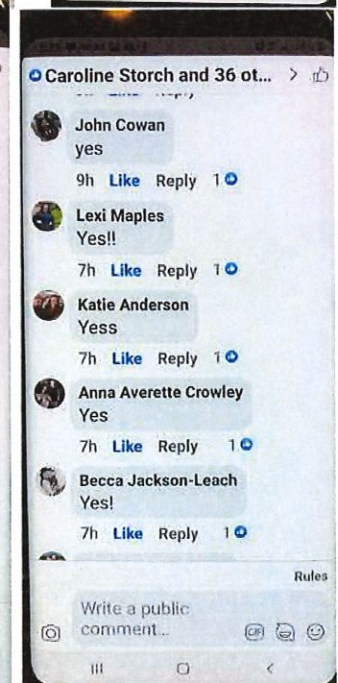 Caroline Storch and 36 ot... >
John Cowan
yes
9h Like Reply 1
Lexi Maples
Yes!!
7h Like Reply 1
Katie Anderson
Yess
7h Like Reply 1
Anna Averette Crowley
Yes
7h Like Reply 1
Becca Jackson-Leach
Yes!
7h Like Reply 1
Rules
Write a public
comment...
GIF